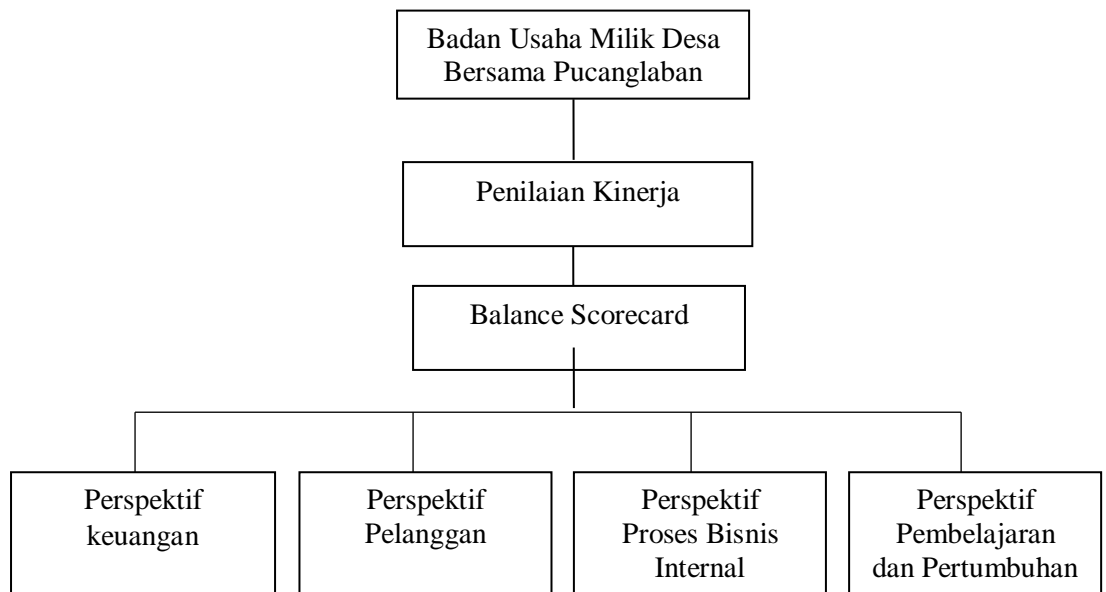 Badan Usaha Milik Desa
Bersama Pucanglaban
Penilaian Kinerja
Balance Scorecard
Perspektif
keuangan
Perspektif
Pelanggan
Perspektif
Proses Bisnis
Internal
Perspektif
Pembelajaran
dan Pertumbuhan